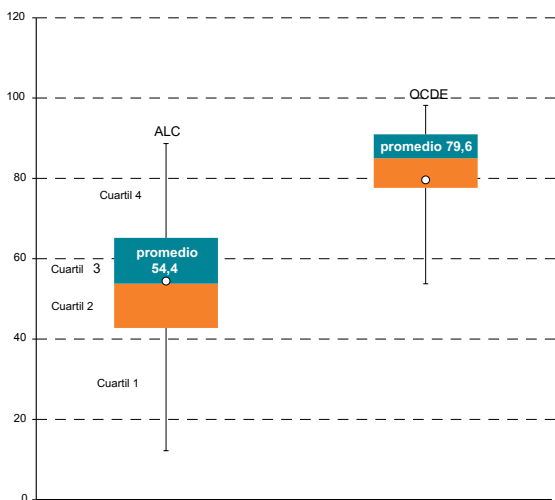 120
100
80
60
40
20
0
OCDE
promedio 79,6
ALC
Cuartil 4
promedio
54,4
Cuartil 3
Cuartil 2
Cuartil 1